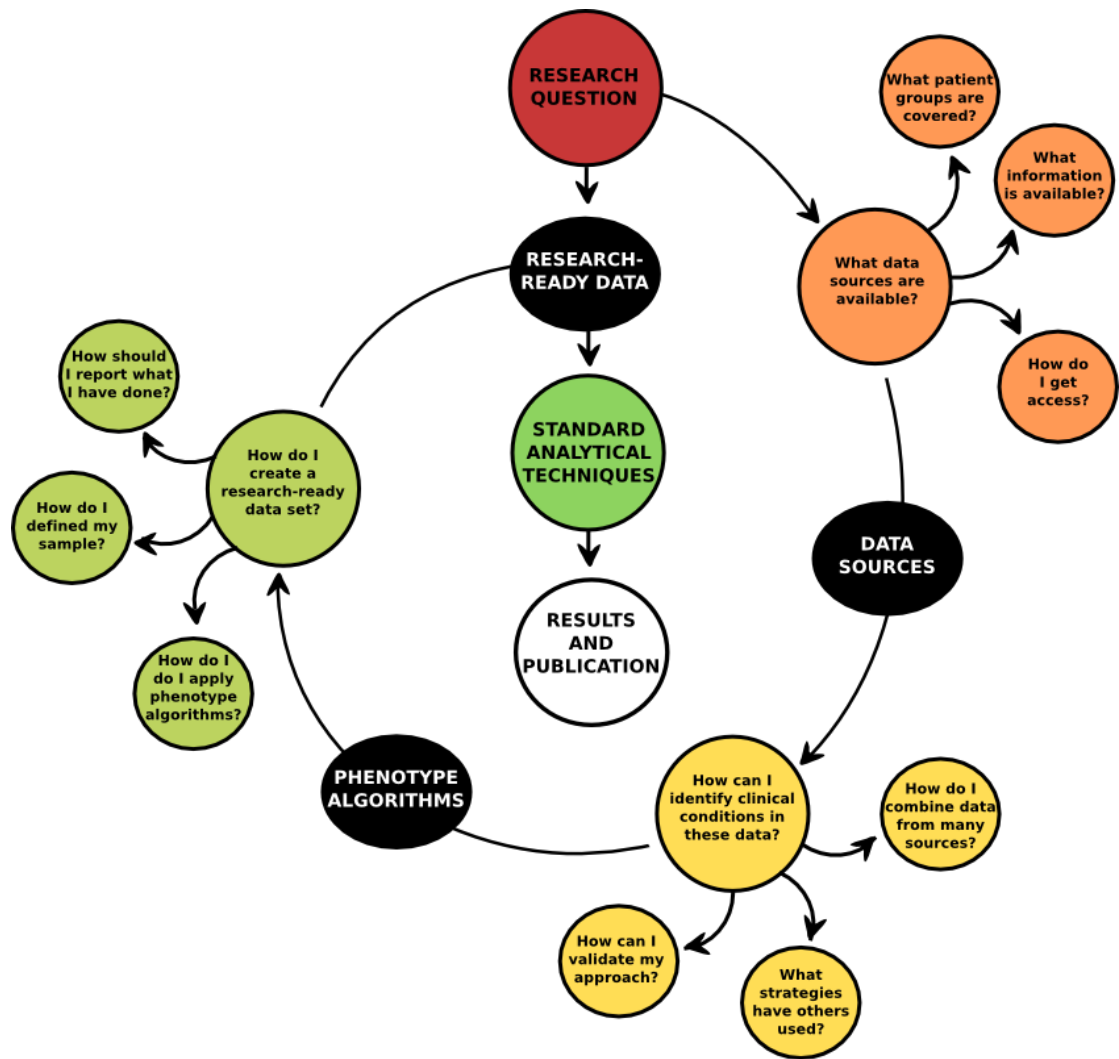 RESEARCH
QUESTION
What patient
groups are
covered?
What
information
is available?
What data
sources are
available?
How do
I get
access?
RESEARCH-
READY DATA
STANDARD
ANALYTICAL
TECHNIQUES
RESULTS
AND
PUBLICATION
DATA
SOURCES
How can I
identify clinical
conditions in
these data?
How do I
combine data
from many
sources?
What
strategies
have others
used?
How can I
validate my
approach?
PHENOTYPE
ALGORITHMS
How do I
create a
research-ready
data set?
How should
I report what
I have done?
How do I
defined my
sample?
How do I
do I apply
phenotype
algorithms?